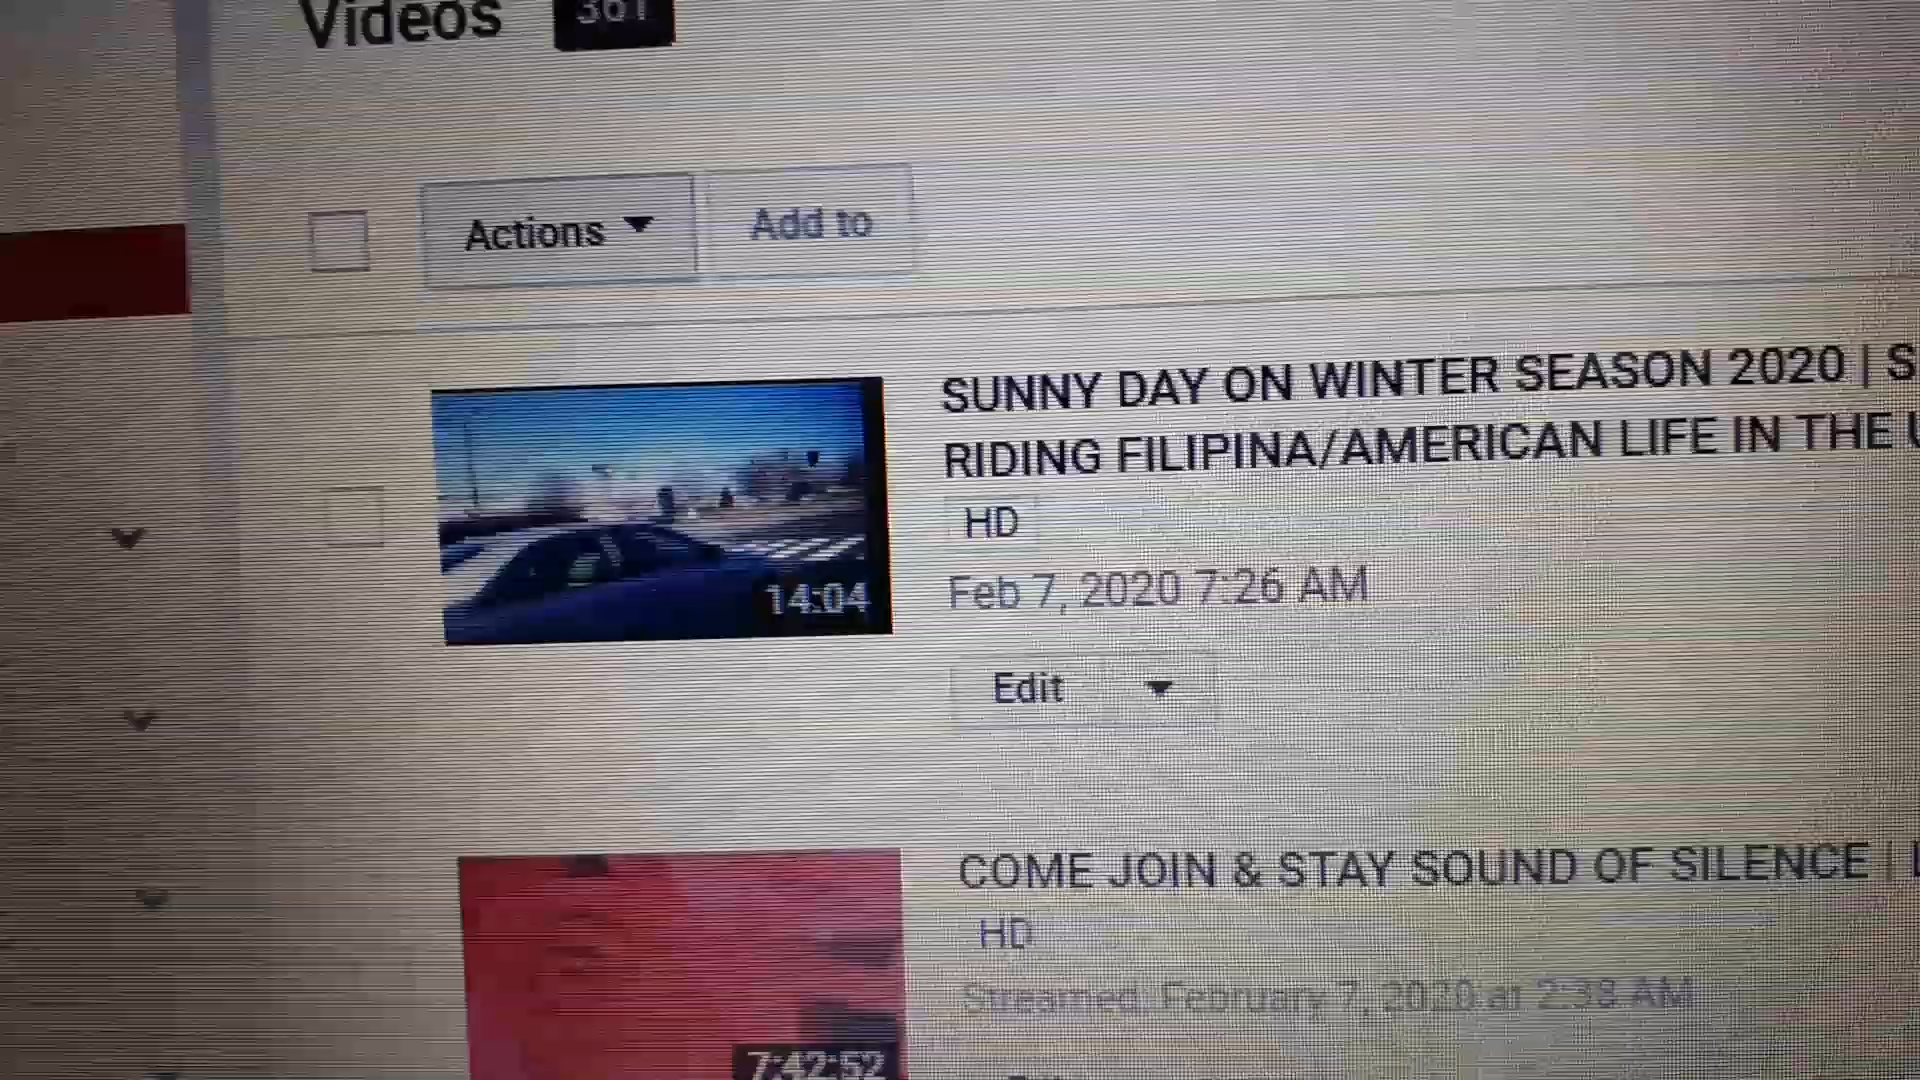 Videos 361
Actions Add to
SUNNY DAY ON WINTER SEASON 2020 | S
RIDING FILIPINA/AMERICAN LIFE IN THE U
HD
14:04
Feb 7, 2020 7:26 AM
Edit
COME JOIN & STAY SOUND OF SILENCE | L
HD
Streamed: February 7, 2020 at 2:38 AM
7:42:52